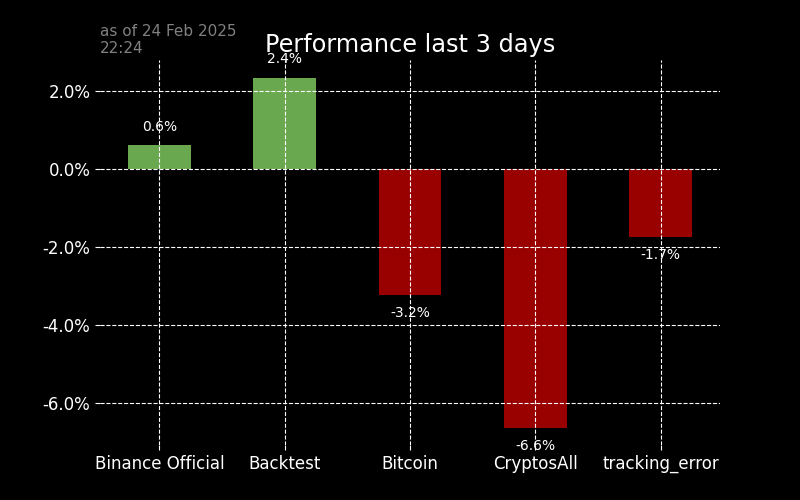 as of 24 Feb 2025
22:24
Performance last 3 days
2.4%
2.0%
0.6%
0.0%
-2.0%
-1.7%
-3.2%
-4.0%
-6.0%
-6.6%
Binance Official
Backtest
Bitcoin
CryptosAll
tracking_error